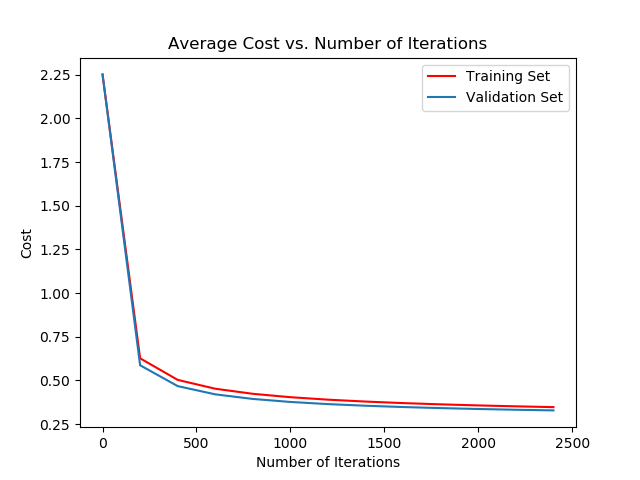 Average Cost vs. Number of Iterations
Training Set
Validation Set
2.25
2.00
1.75
1.50
1.25
1.00
0.75
0.50
0.25
Cost
0 500 1000 1500 2000 2500
Number of Iterations